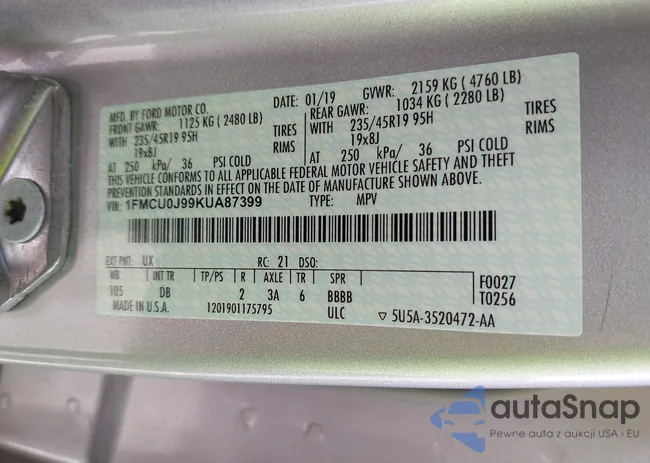 MFD. BY FORD MOTOR CO.
DATE: 01/19 GVWR: 2159 KG ( 4760 LB)
FRONT GAWR: 1125 KG ( 2480 LB) REAR GAWR: 1034 KG ( 2280 LB)
WITH 235/45R19 95H TIRES WITH 235/45R19 95H TIRES
19x8J RIMS 19x8J RIMS
AT 250 kPa/ 36 PSI COLD AT 250 kPa/ 36 PSI COLD
THIS VEHICLE CONFORMS TO ALL APPLICABLE FEDERAL MOTOR VEHICLE SAFETY AND THEFT
PREVENTION STANDARDS IN EFFECT ON THE DATE OF MANUFACTURE SHOWN ABOVE.
VIN: 1FMCU0J99KUA87399 TYPE: MPV
EXT PNT: UX RC: 21 DSO:
WB INT TR TP/PS R AXLE TR SPR F0027
105 DB 2 3A 6 BBBB T0256
MADE IN U.S.A. 1201901175795 ULC ▽ 5U5A-3520472-AA
autaSnap
Pewne auta z aukcji USA i EU